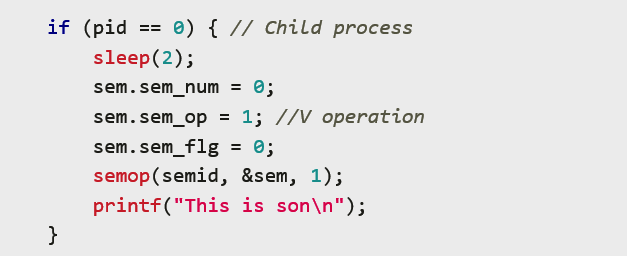 if (pid == 0) { // Child process
    sleep(2);
    sem.sem_num = 0;
    sem.sem_op = 1; //V operation
    sem.sem_flg = 0;
    semop(semid, &sem, 1);
    printf("This is son\n");
}